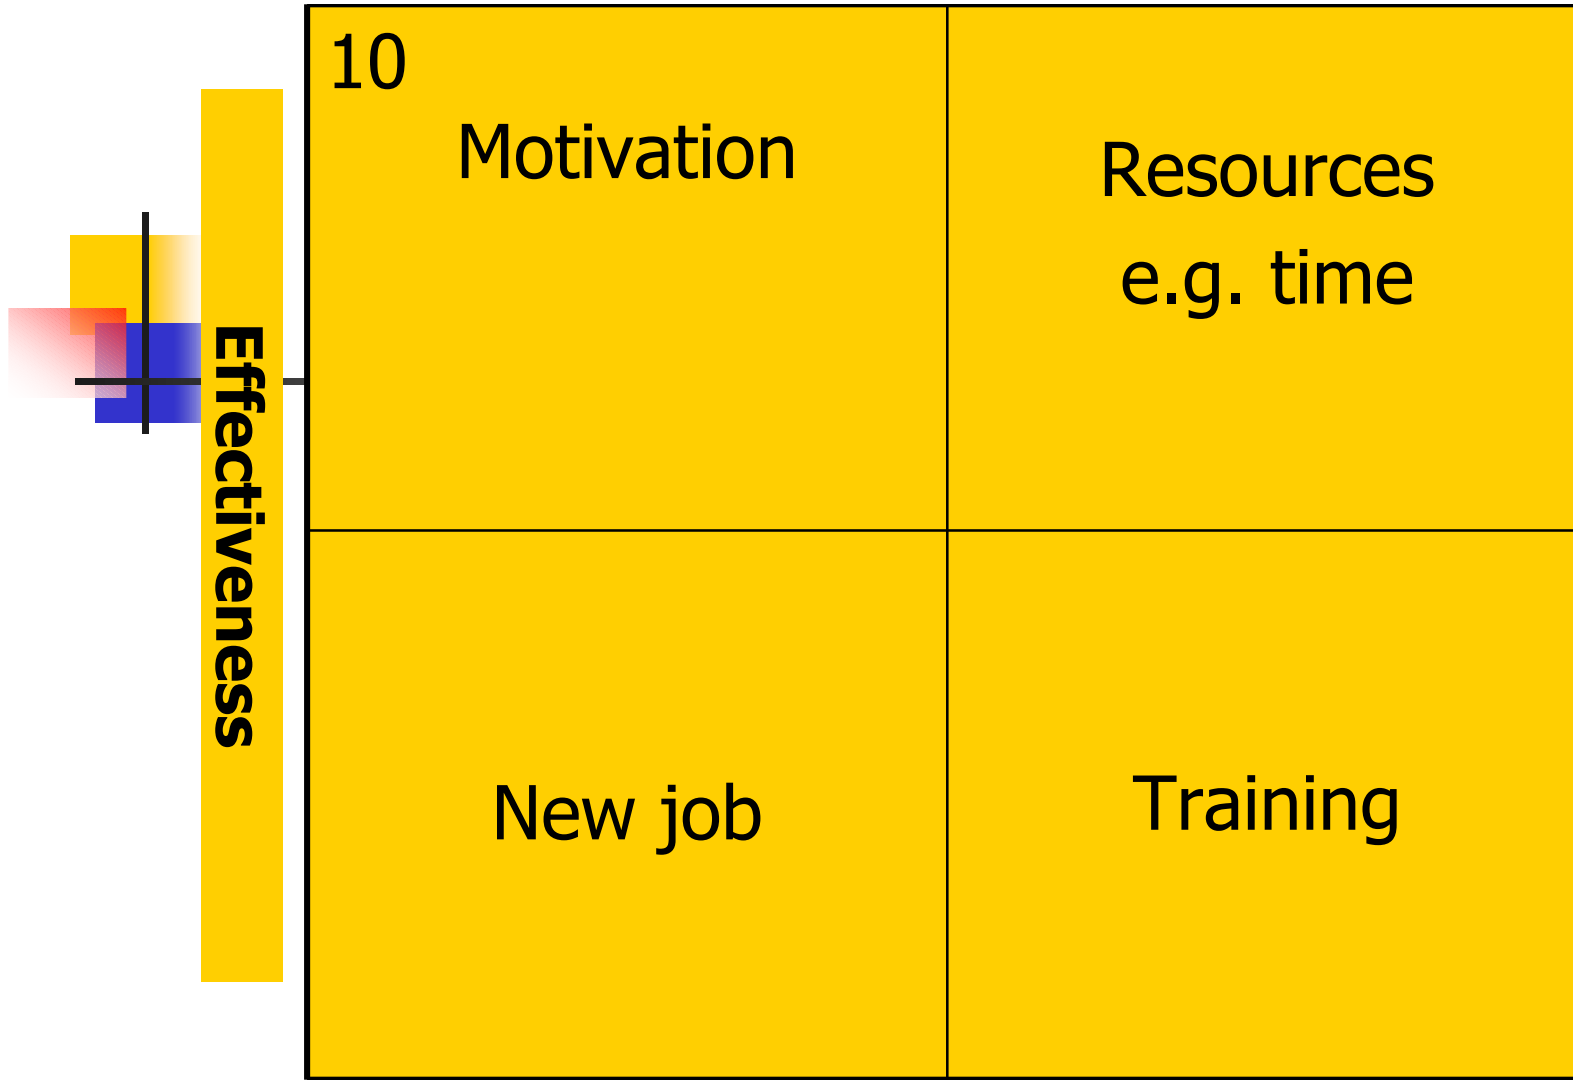 Effectiveness
10
Motivation
Resources
e.g. time
New job
Training